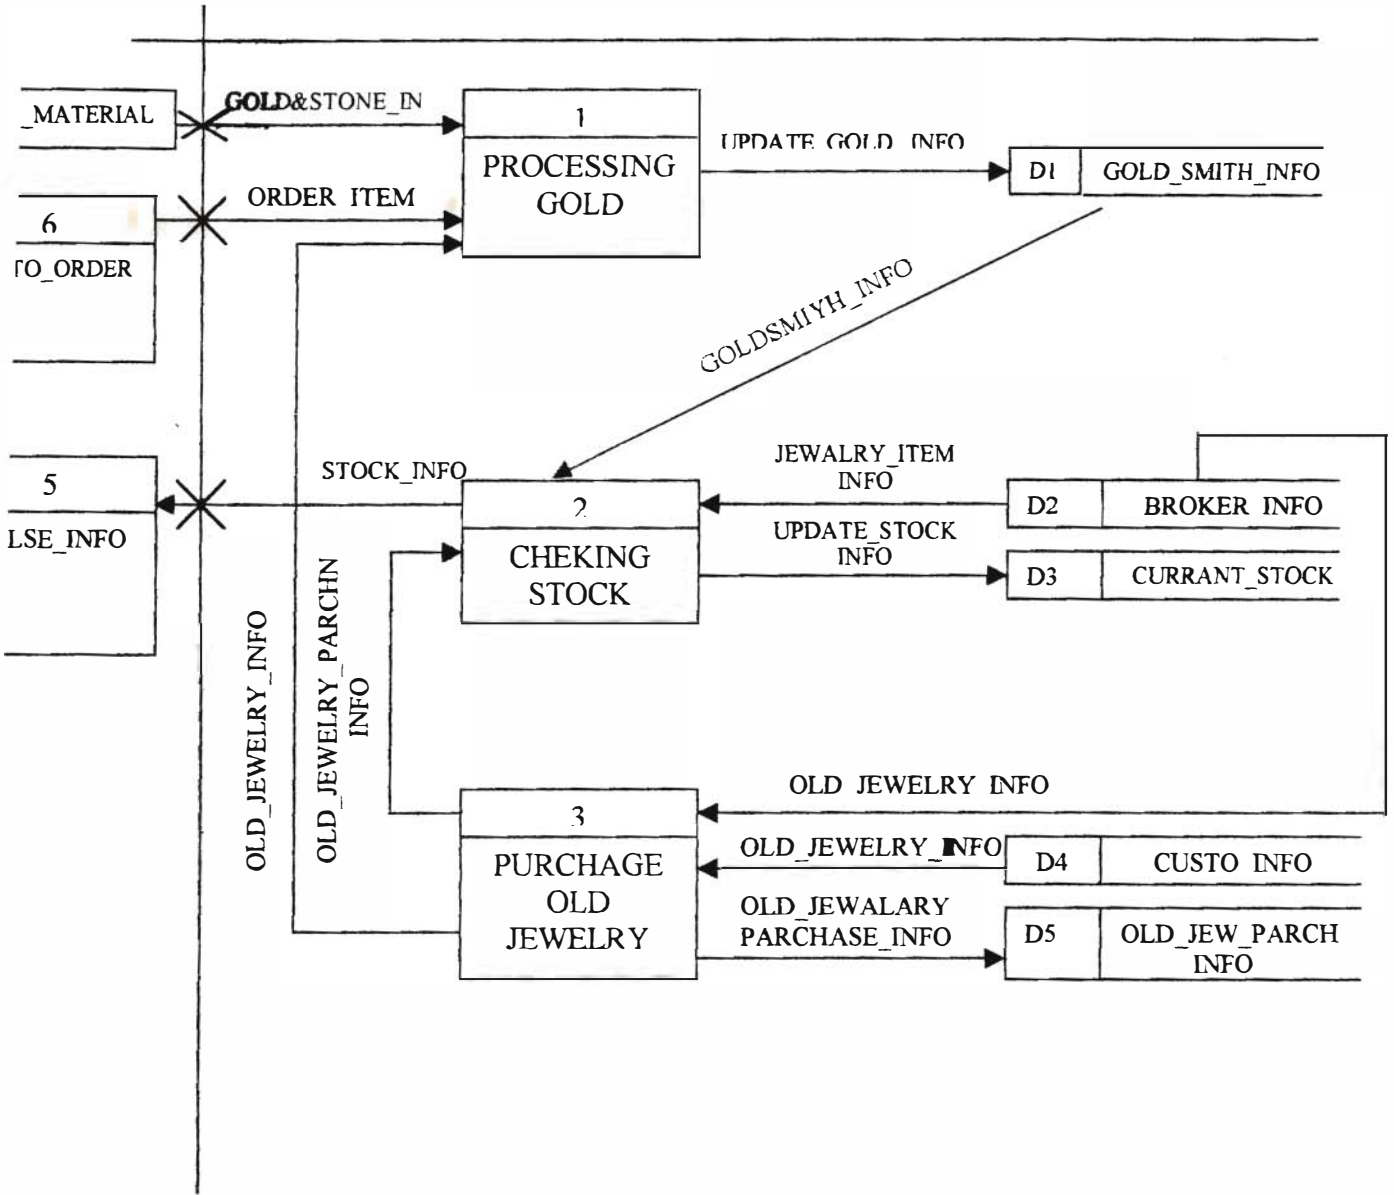 _MATERIAL
GOLD&STONE_IN
1
PROCESSING
GOLD
UPDATE GOLD INFO
D1
GOLD_SMITH_INFO
6
TO_ORDER
ORDER ITEM
GOLDSMIYH_INFO
5
LSE_INFO
STOCK_INFO
2
CHEKING
STOCK
JEWALRY_ITEM
INFO
D2
BROKER INFO
UPDATE_STOCK
INFO
D3
CURRANT_STOCK
OLD_JEWELRY_INFO
OLD_JEWELRY_PARCHN
INFO
3
PURCHAGE
OLD
JEWELRY
OLD JEWELRY INFO
OLD_JEWELRY_INFO
D4
CUSTO INFO
OLD_JEWALARY
PARCHASE_INFO
D5
OLD_JEW_PARCH
INFO